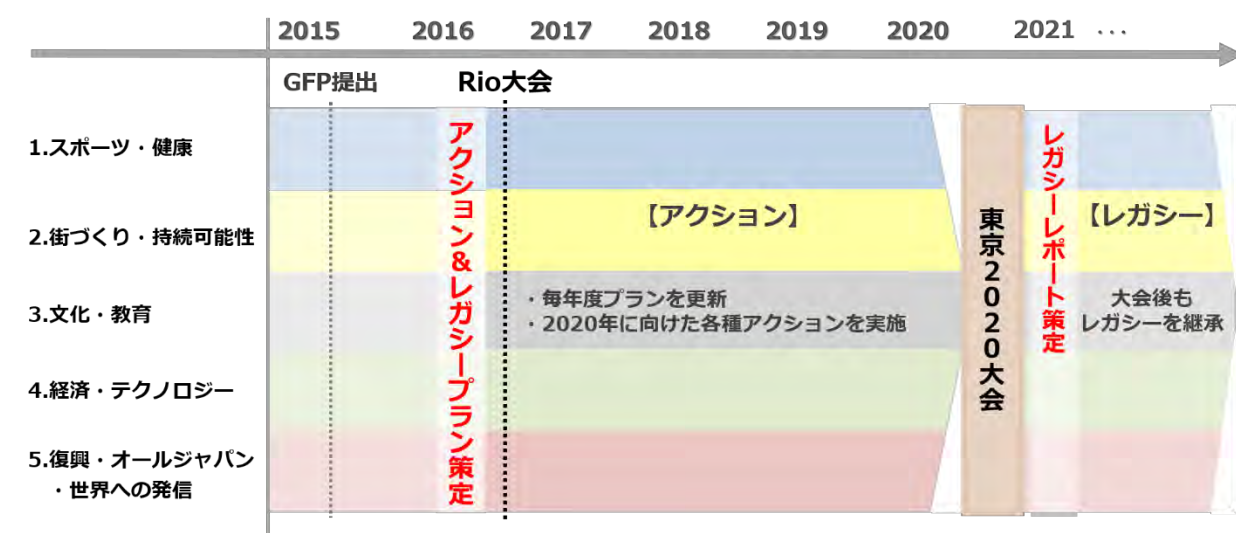 2015 2016 2017 2018 2019 2020 2021 ...
GFP提出 Rio大会
1.スポーツ・健康
2.街づくり・持続可能性
3.文化・教育
4.経済・テクノロジー
5.復興・オールジャパン
・世界への発信
アクション&レガシープラン策定
【アクション】
・毎年度プランを更新
・2020年に向けた各種アクションを実施
東京2020大会
レガシーレポート策定
【レガシー】
大会後も
レガシーを継承